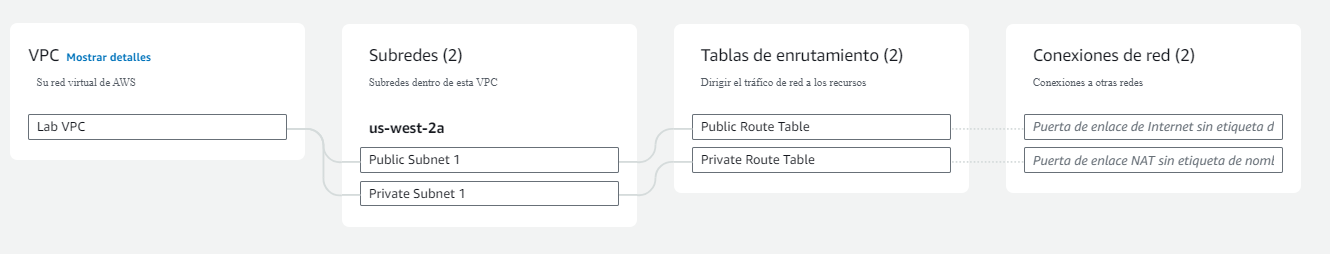 VPC Mostrar detalles
Su red virtual de AWS
Lab VPC
Subredes (2)
Subredes dentro de esta VPC
us-west-2a
Public Subnet 1
Private Subnet 1
Tablas de enrutamiento (2)
Dirigir el tráfico de red a los recursos
Public Route Table
Private Route Table
Conexiones de red (2)
Conexiones a otras redes
Puerta de enlace de Internet sin etiqueta d
Puerta de enlace NAT sin etiqueta de noml